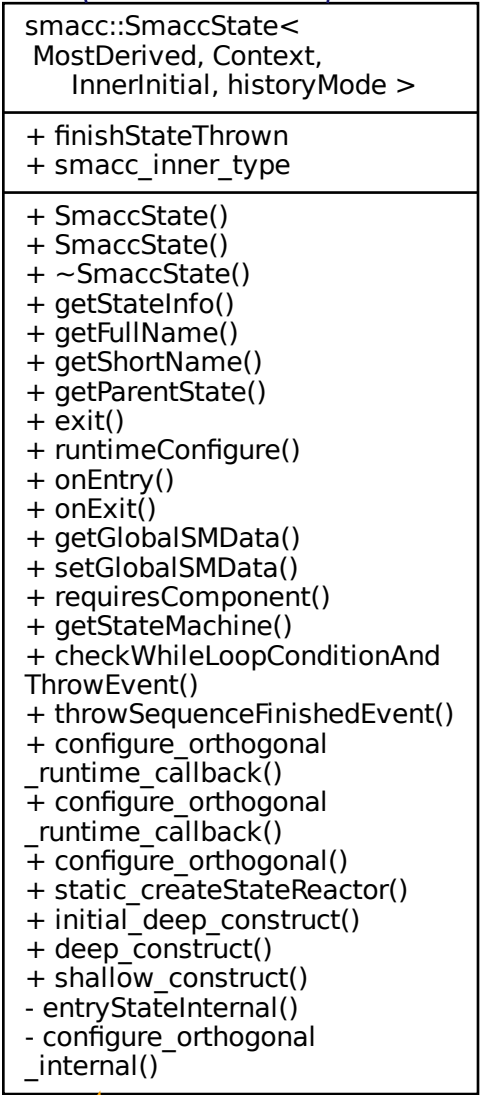 smacc::SmaccState<
MostDerived, Context,
InnerInitial, historyMode >
+ finishStateThrown
+ smacc_inner_type
+ SmaccState()
+ SmaccState()
+ ~SmaccState()
+ getStateInfo()
+ getFullName()
+ getShortName()
+ getParentState()
+ exit()
+ runtimeConfigure()
+ onEntry()
+ onExit()
+ getGlobalSMData()
+ setGlobalSMData()
+ requiresComponent()
+ getStateMachine()
+ checkWhileLoopConditionAnd
ThrowEvent()
+ throwSequenceFinishedEvent()
+ configure_orthogonal
_runtime_callback()
+ configure_orthogonal
_runtime_callback()
+ configure_orthogonal()
+ static_createStateReactor()
+ initial_deep_construct()
+ deep_construct()
+ shallow_construct()
- entryStateInternal()
- configure_orthogonal
_internal()